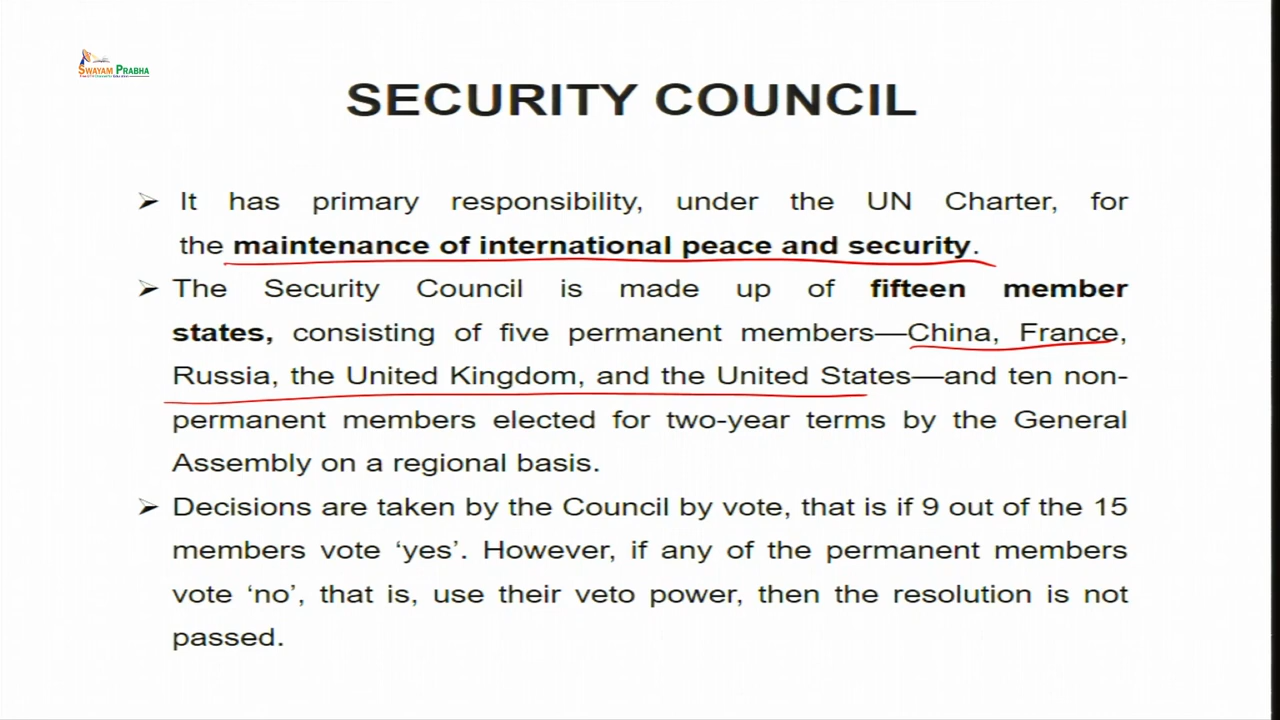 SWAYAM PRABHA
SECURITY COUNCIL
➢ It has primary responsibility, under the UN Charter, for
the maintenance of international peace and security.
➢ The Security Council is made up of fifteen member
states, consisting of five permanent members—China, France,
Russia, the United Kingdom, and the United States—and ten non-
permanent members elected for two-year terms by the General
Assembly on a regional basis.
➢ Decisions are taken by the Council by vote, that is if 9 out of the 15
members vote ‘yes’. However, if any of the permanent members
vote ‘no’, that is, use their veto power, then the resolution is not
passed.